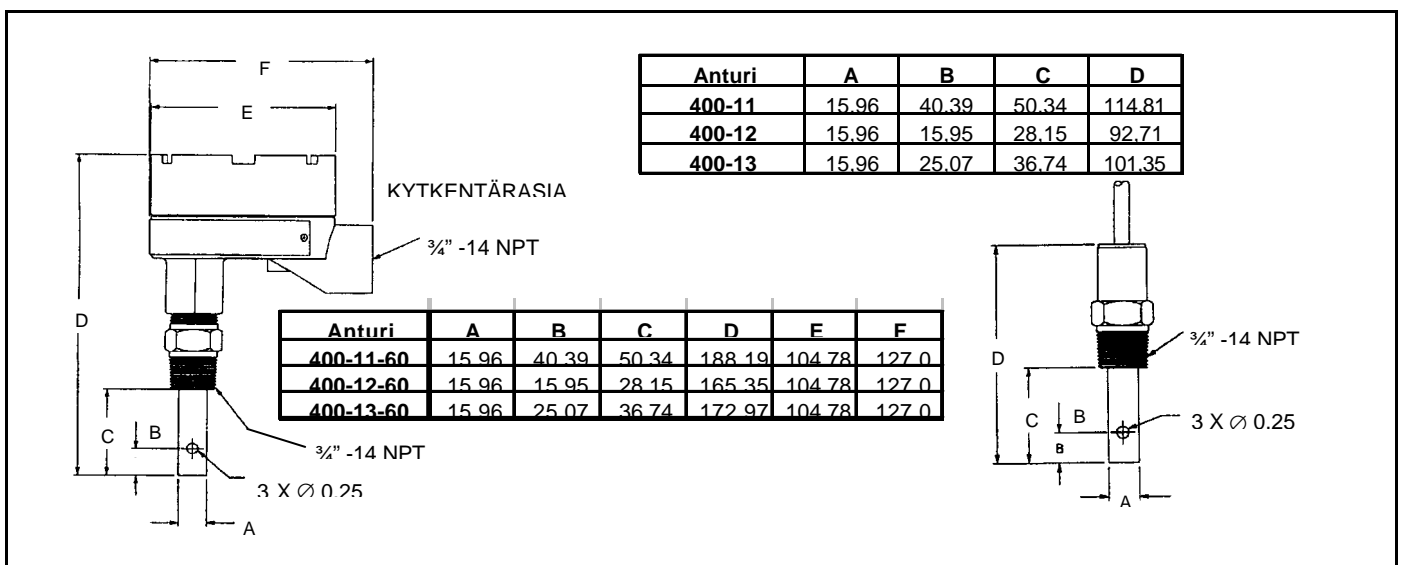 F
E
D
KYTKENTÄRASIA
¾” -14 NPT
C
B
¾” -14 NPT
3 X ∅ 0.25
A
Anturi A B C D
400-11 15,96 40,39 50,34 114,81
400-12 15,96 15,95 28,15 92,71
400-13 15,96 25,07 36,74 101,35
Anturi A B C D E F
400-11-60 15,96 40,39 50,34 188,19 104,78 127,0
400-12-60 15,96 15,95 28,15 165,35 104,78 127,0
400-13-60 15,96 25,07 36,74 172,97 104,78 127,0
D
¾” -14 NPT
C
B
B
3 X ∅ 0.25
A